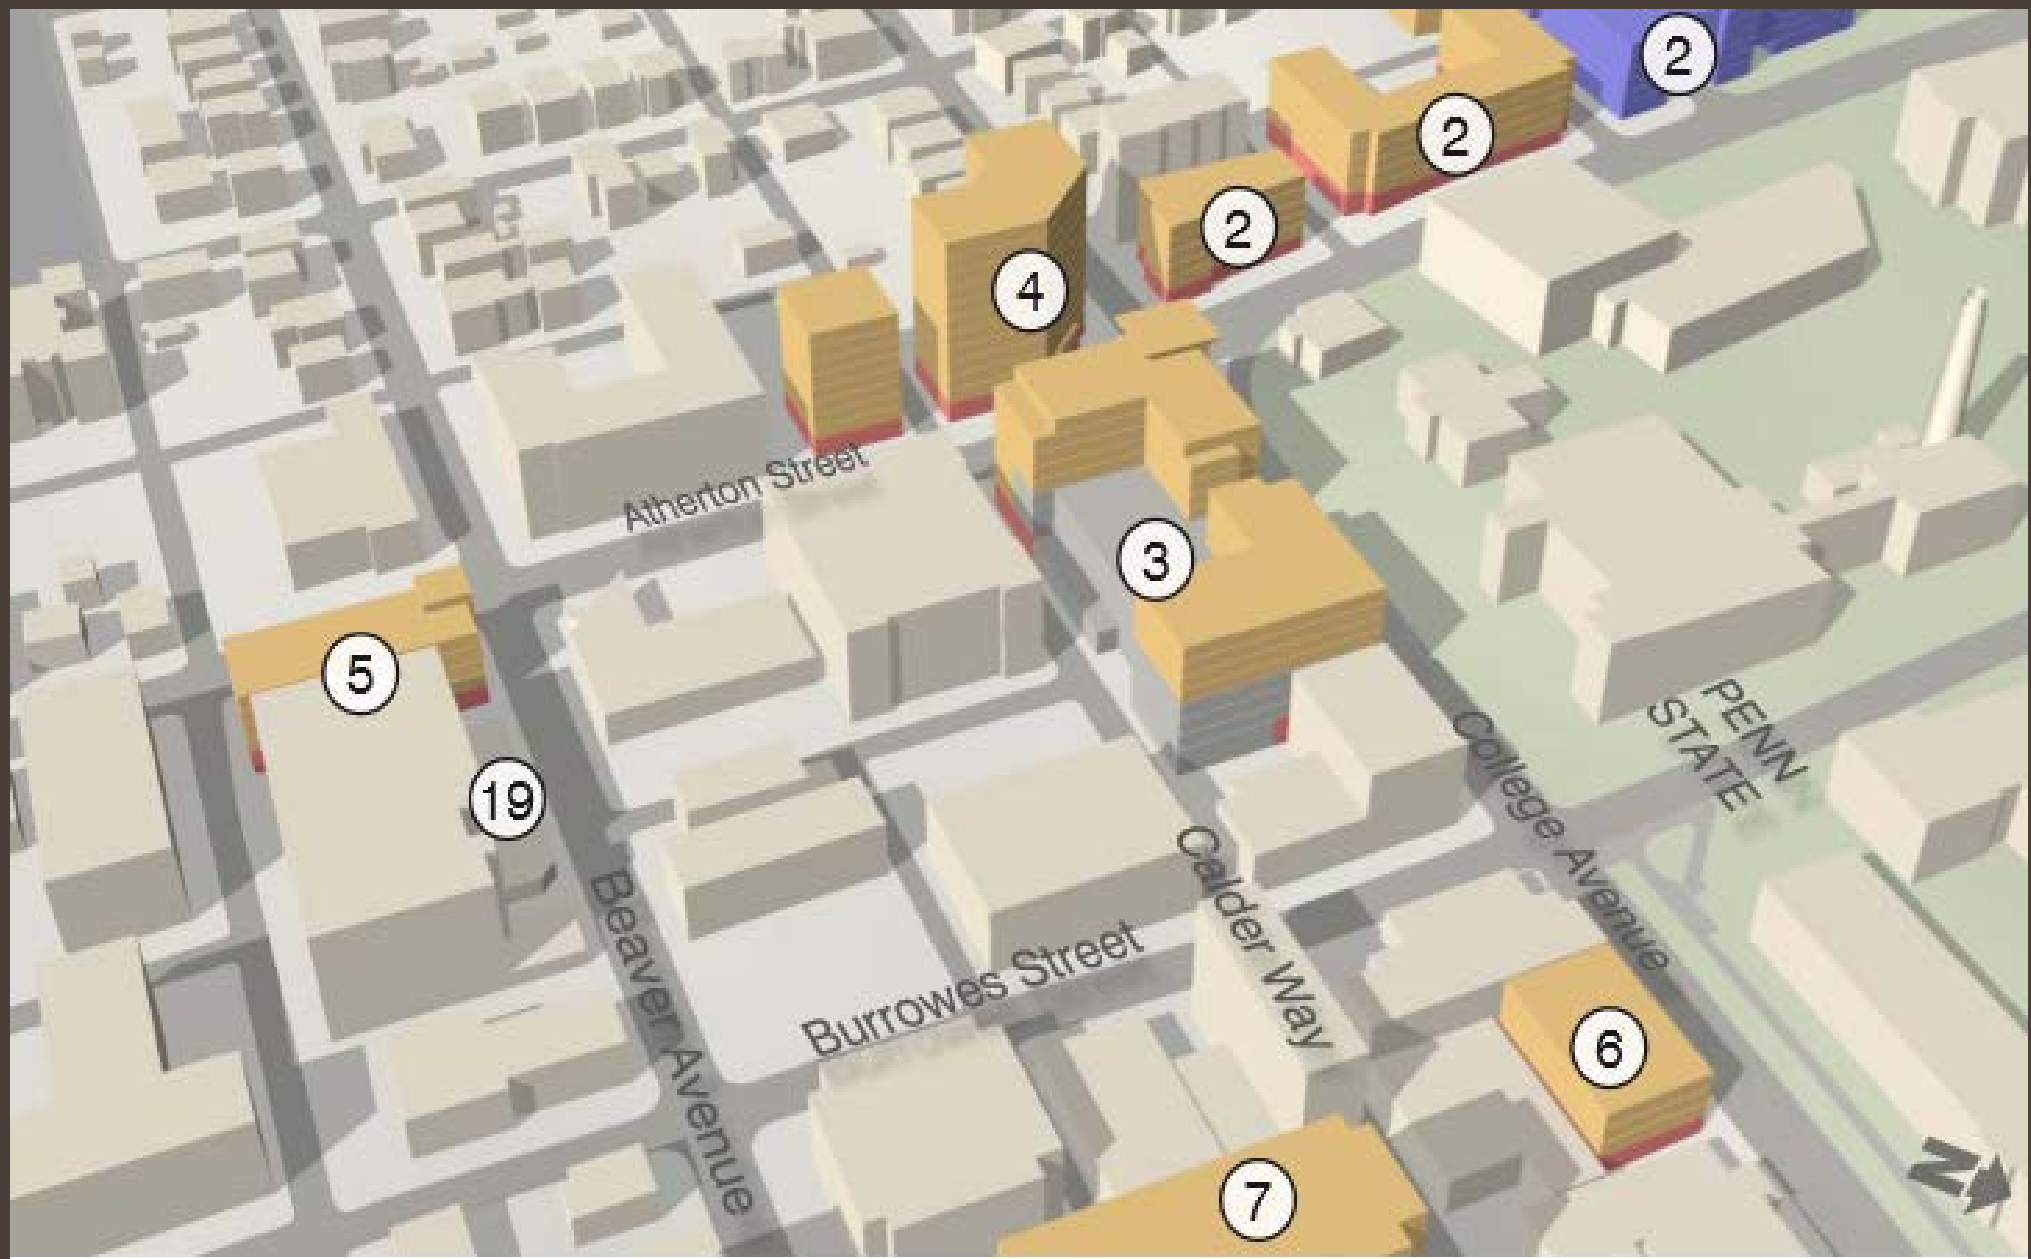 2
2
2
4
Atherton Street
3
5
PENN
STATE
19
College Avenue
Calder Way
Beaver Avenue
Burrowes Street
6
7
N